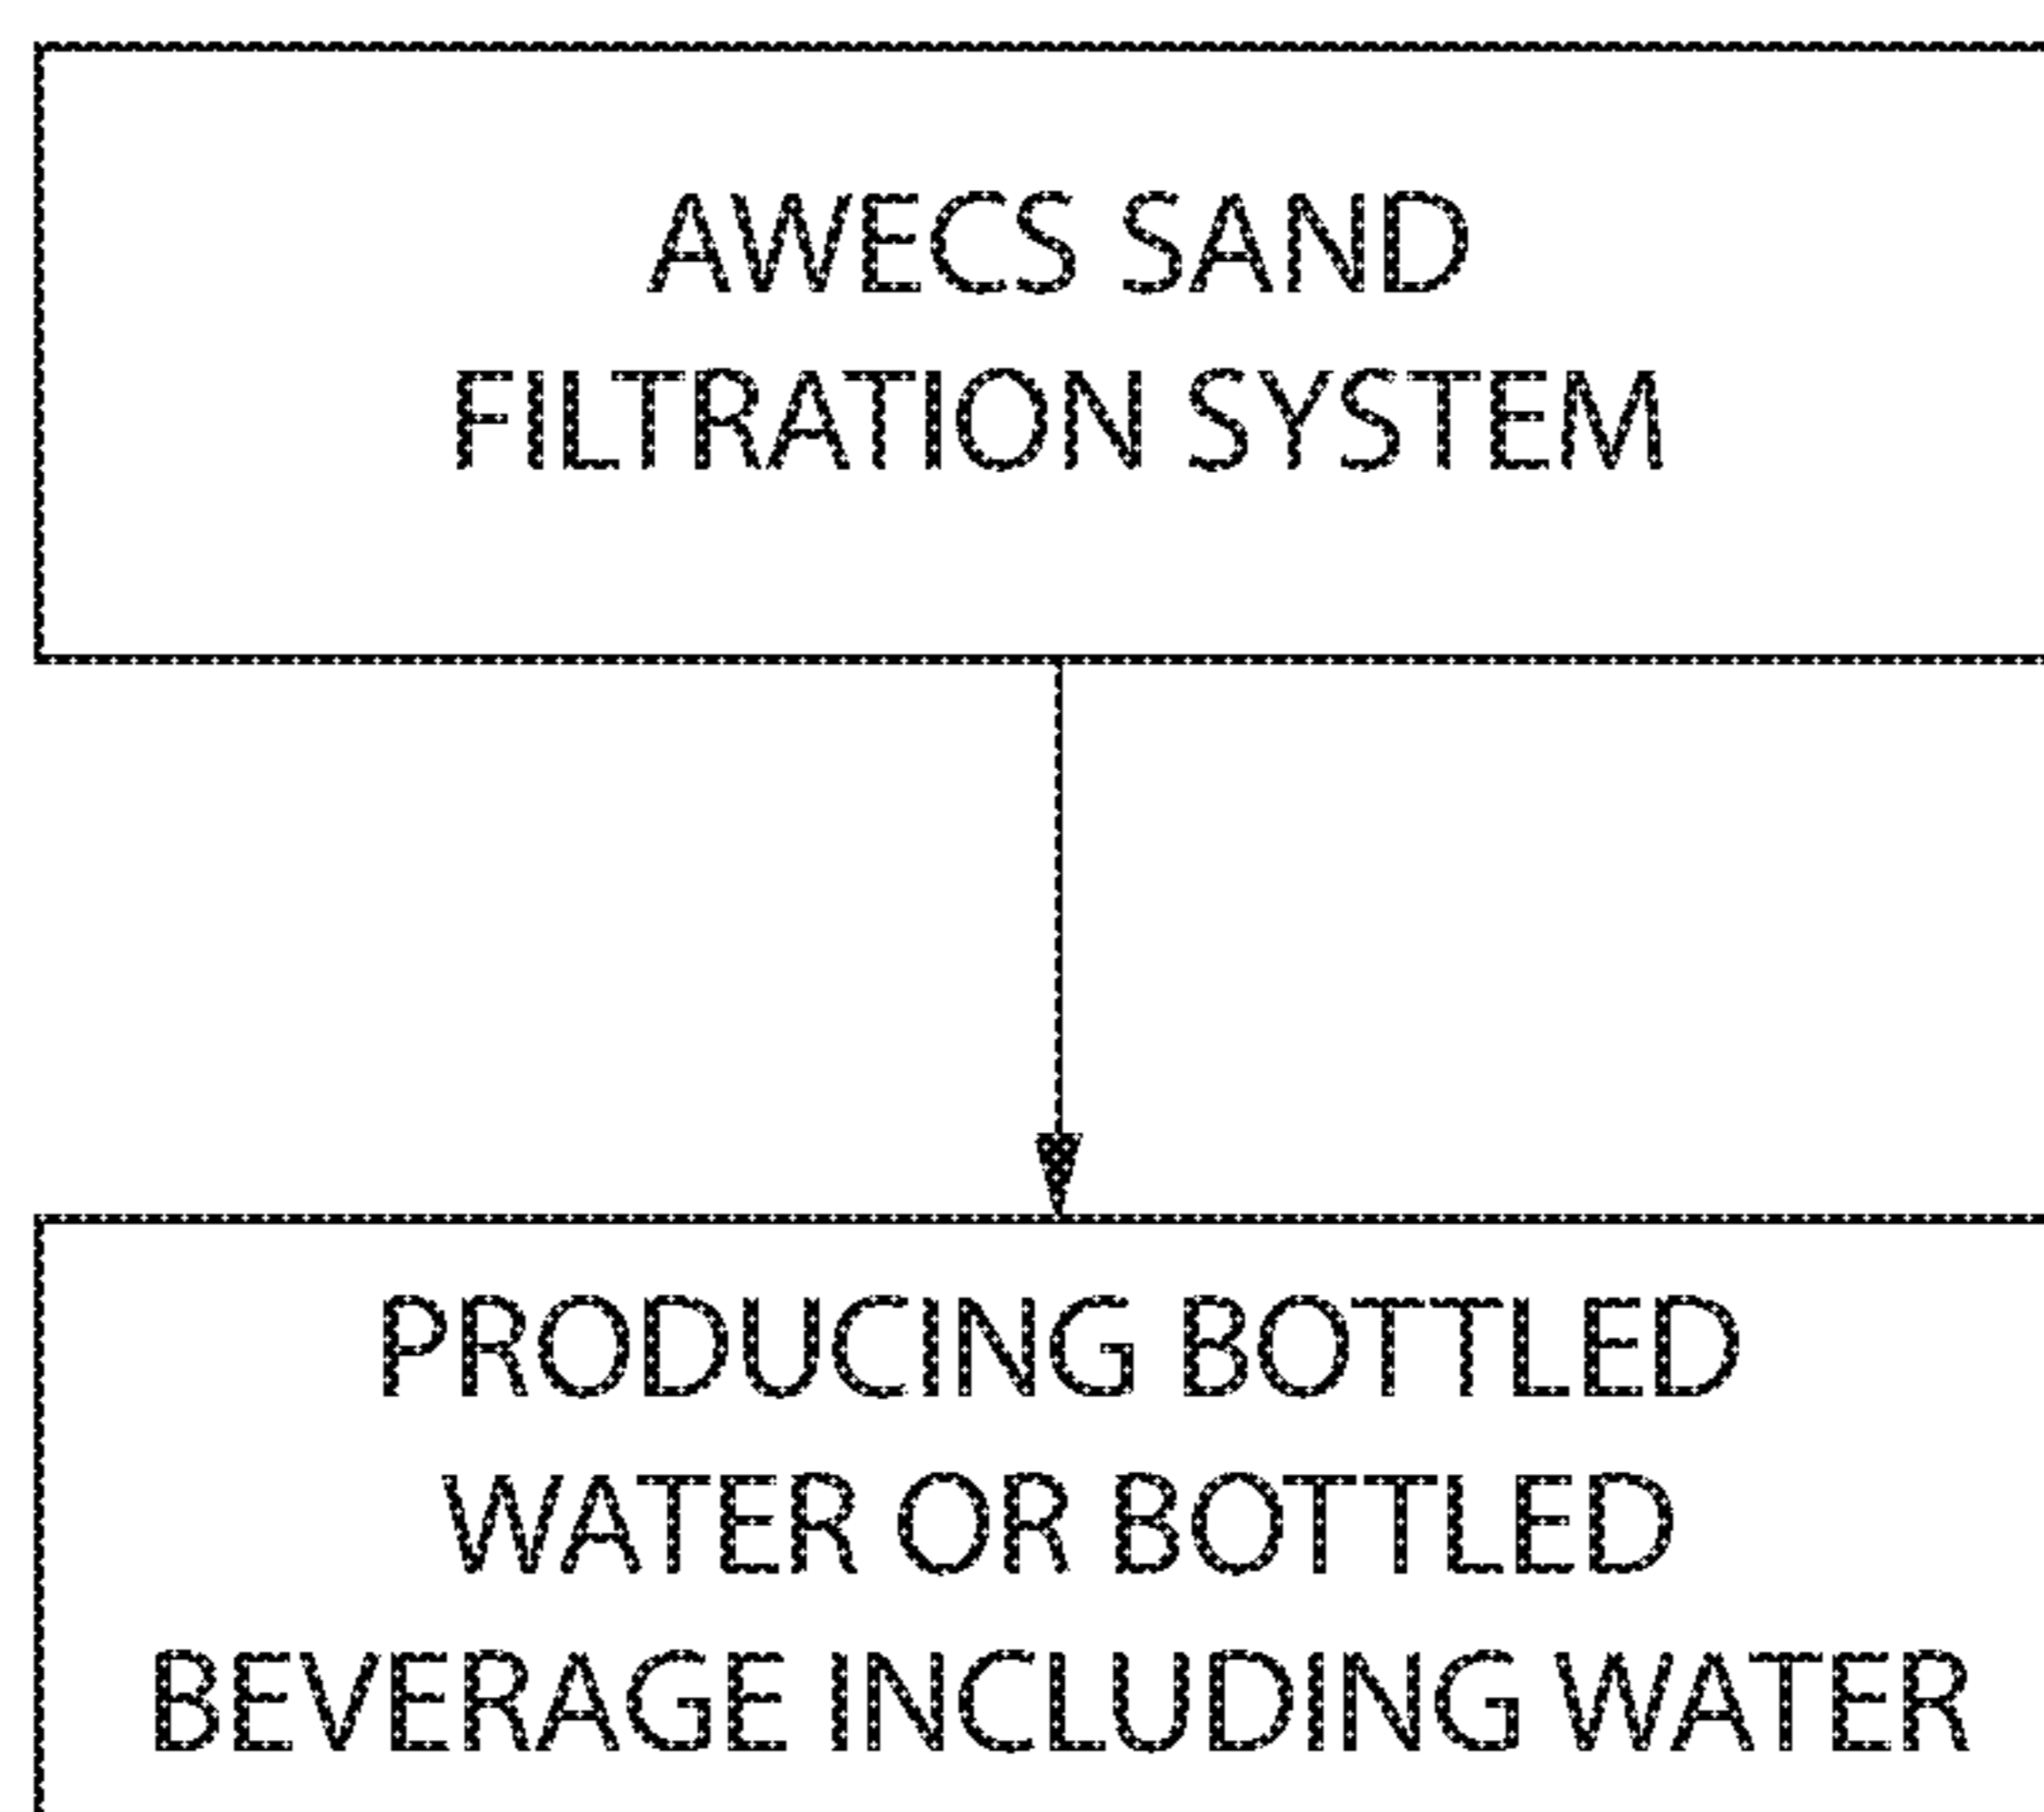 AWECS SAND
FILTRATION SYSTEM
PRODUCING BOTTLED
WATER OR BOTTLED
BEVERAGE INCLUDING WATER